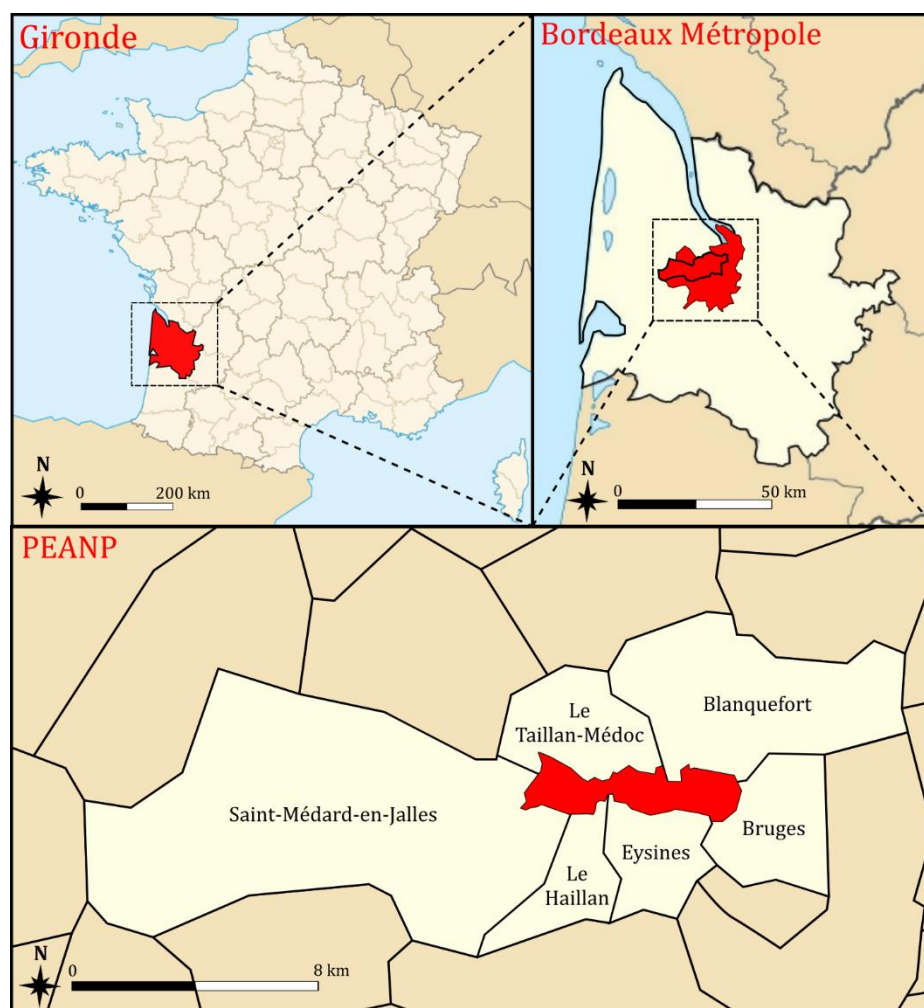 Gironde
N
0 200 km
Bordeaux Métropole
N
0 50 km
PEANP
Le
Taillan-Médoc
Blanquefort
Saint-Médard-en-Jalles
Eysines
Bruges
Le
Haillan
N
0 8 km